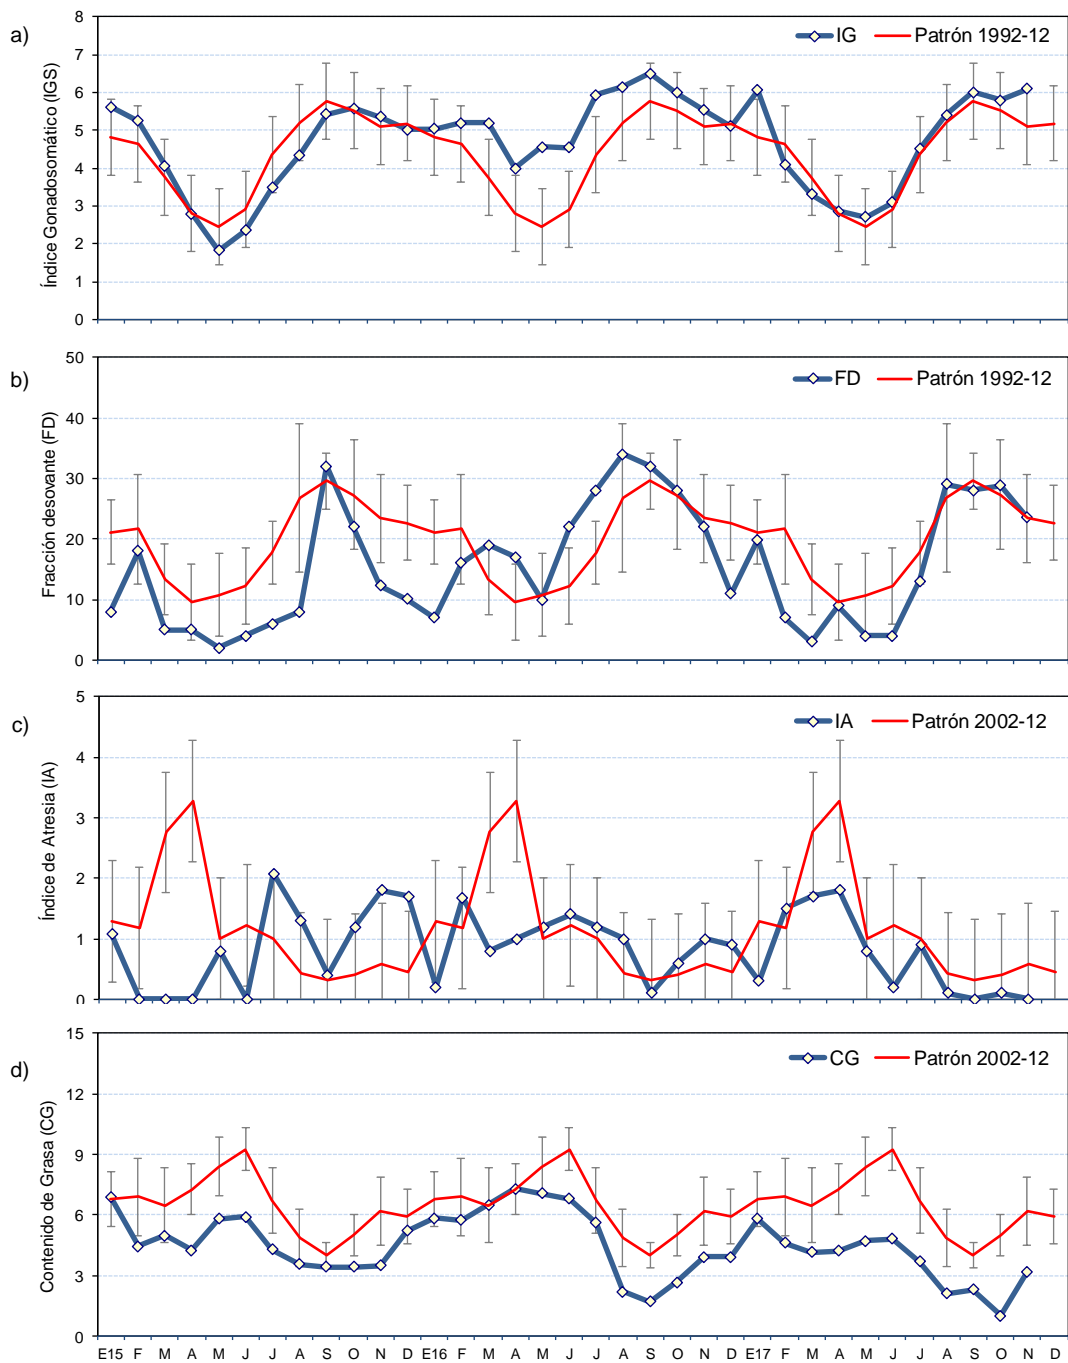 a)
Índice Gonadosomático (IGS)
8
7
6
5
4
3
2
1
0
IG
Patrón 1992-12
b)
Fracción desovante (FD)
50
40
30
20
10
0
FD
Patrón 1992-12
c)
Índice de Atresia (IA)
5
4
3
2
1
0
IA
Patrón 2002-12
d)
Contenido de Grasa (CG)
15
12
9
6
3
0
CG
Patrón 2002-12
E15 F M A M J J A S O N D E16 F M A M J J A S O N D E17 F M A M J J A S O N D